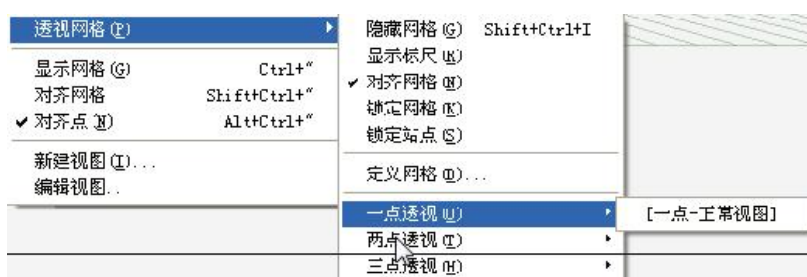 透视网格(P)
显示网格(G) Ctrl+"
对齐网格 Shift+Ctrl+"
✔ 对齐点(N) Alt+Ctrl+"
新建视图(I)...
编辑视图..
隐藏网格(G) Shift+Ctrl+I
显示标尺(R)
✔ 对齐网格(N)
锁定网格(K)
锁定站点(S)
定义网格(D)...
一点透视(U)
两点透视(T)
三点透视(H)
[一点-正常视图]